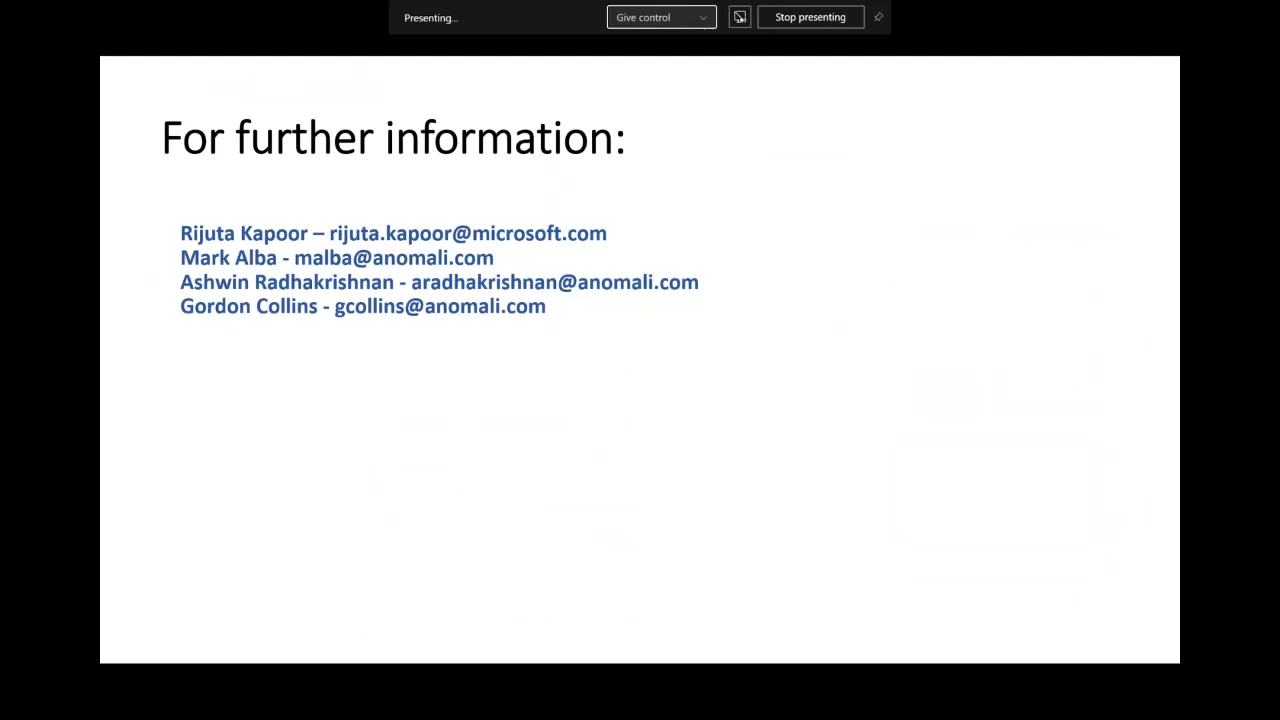 Presenting...
Give control
Stop presenting
For further information:
Rijuta Kapoor – rijuta.kapoor@microsoft.com
Mark Alba - malba@anomali.com
Ashwin Radhakrishnan - aradhakrishnan@anomali.com
Gordon Collins - gcollins@anomali.com